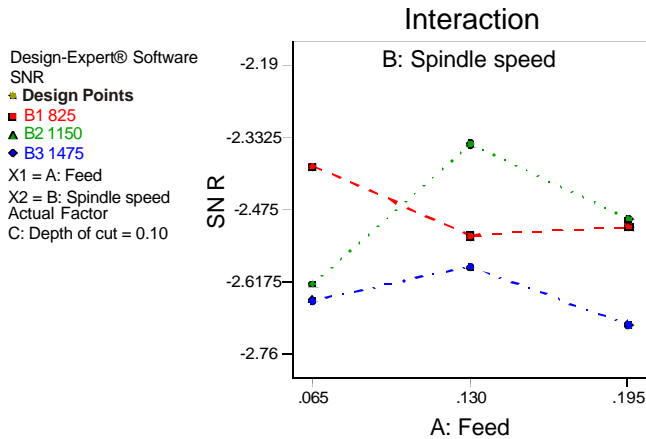 Interaction
Design-Expert® Software
SNR
Design Points
B1 825
B2 1150
B3 1475
X1 = A: Feed
X2 = B: Spindle speed
Actual Factor
C: Depth of cut = 0.10
B: Spindle speed
SNR
-2.19
-2.3325
-2.475
-2.6175
-2.76
.065
.130
.195
A: Feed